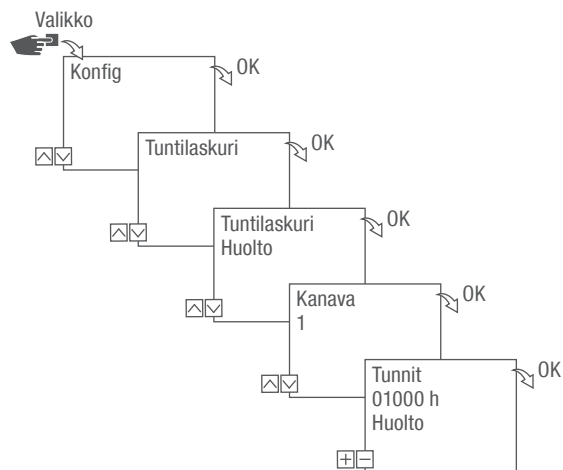 Valikko
Konfig
OK
Tuntilaskuri
OK
Tuntilaskuri
Huolto
OK
Kanava
1
OK
Tunnit
01000 h
Huolto
OK